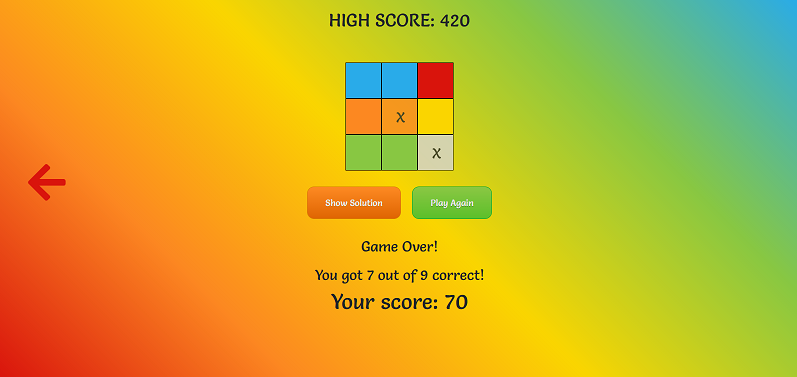 HIGH SCORE: 420
X
X
Show Solution
Play Again
Game Over!
You got 7 out of 9 correct!
Your score: 70